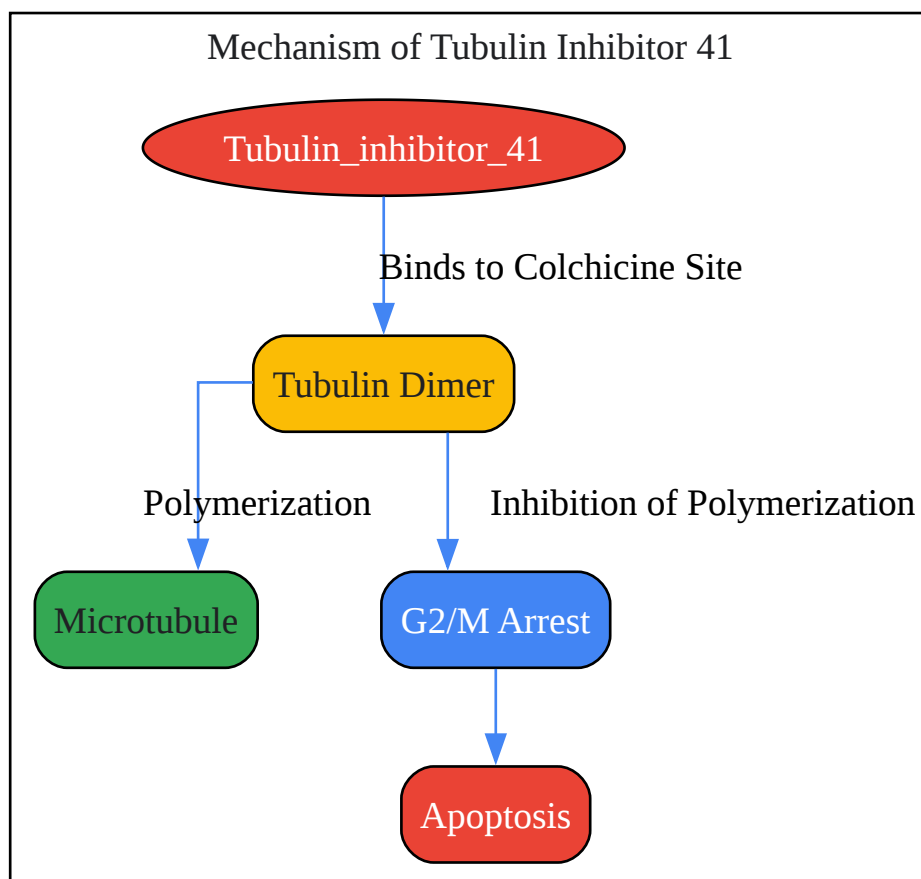 Mechanism of Tubulin Inhibitor 41
Tubulin_inhibitor_41
Binds to Colchicine Site
Tubulin Dimer
Polymerization
Inhibition of Polymerization
Microtubule
G2/M Arrest
Apoptosis